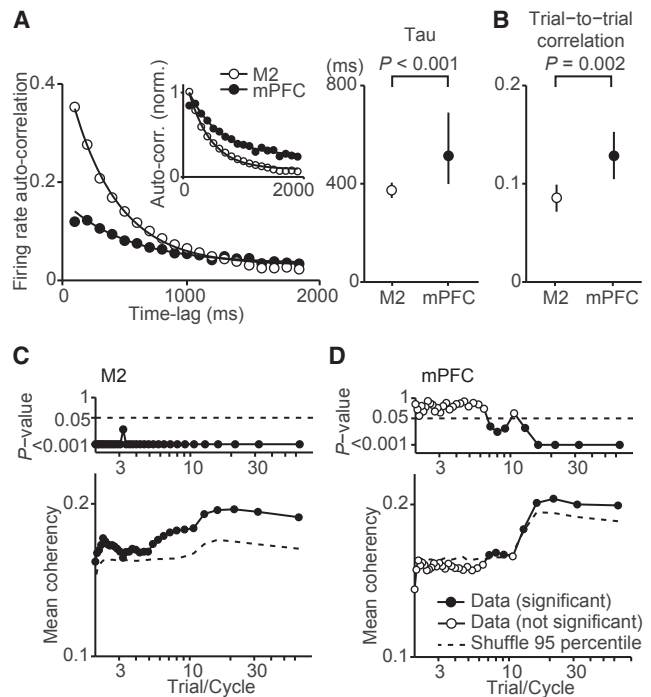 A
Firing rate auto-correlation
0.4
0.2
0
0
1000
2000
Time-lag (ms)
Auto-corr. (norm.)
1
0
0
2000
M2
mPFC
Tau
(ms)
P < 0.001
800
400
0
M2
mPFC
B
Trial-to-trial
correlation
P = 0.002
0.2
0.1
0
M2
mPFC
C
M2
P-value
1
0.05
<0.001
3
10
30
Mean coherency
0.2
0.1
3
10
30
Trial/Cycle
D
mPFC
P-value
1
0.05
<0.001
3
10
30
Mean coherency
0.2
0.1
Data (significant)
Data (not significant)
Shuffle 95 percentile
3
10
30
Trial/Cycle